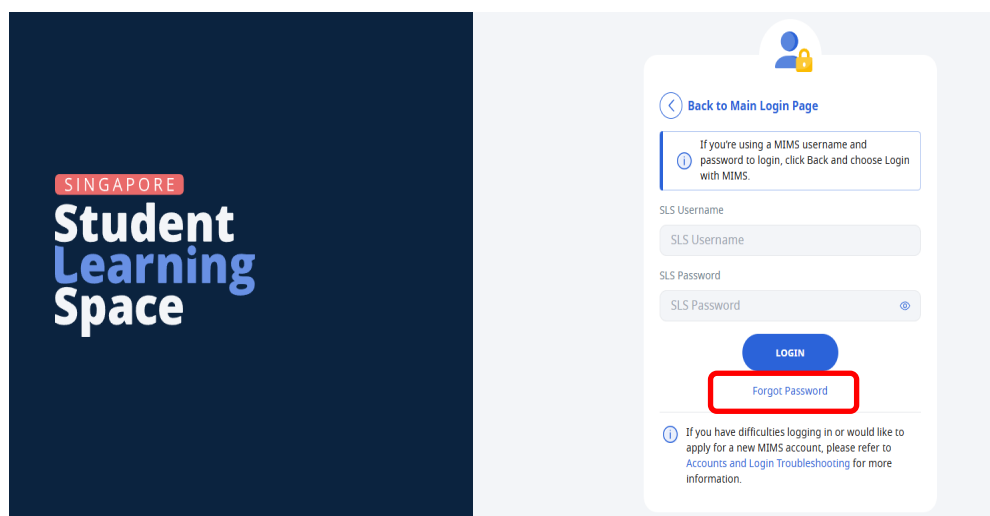 SINGAPORE
Student
Learning
Space
Back to Main Login Page
If you're using a MIMS username and
password to login, click Back and choose Login
with MIMS.
SLS Username
SLS Username
SLS Password
SLS Password
LOGIN
Forgot Password
If you have difficulties logging in or would like to
apply for a new MIMS account, please refer to
Accounts and Login Troubleshooting for more
information.